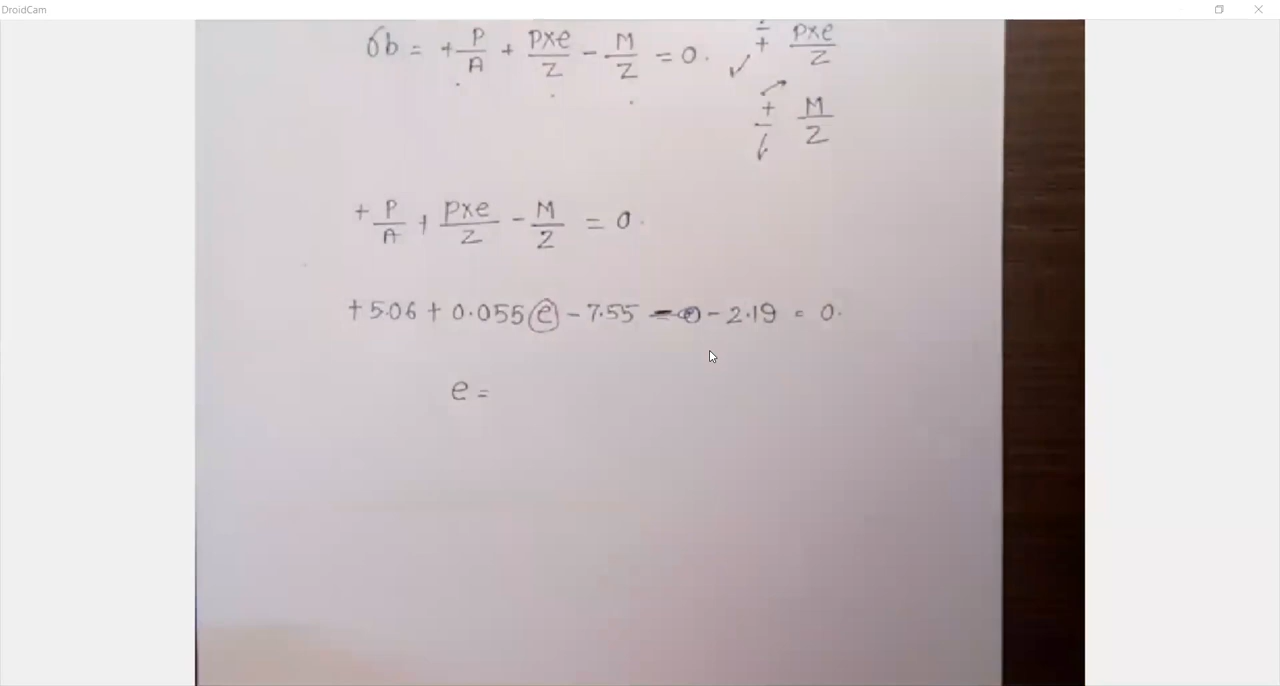 DroidCam
σb = + P/A + P×e/Z - M/Z = 0. ∓ P×e/Z
± M/Z
+ P/A + P×e/Z - M/Z = 0.
+ 5.06 + 0.055 e - 7.55 - 2.19 = 0.
e =